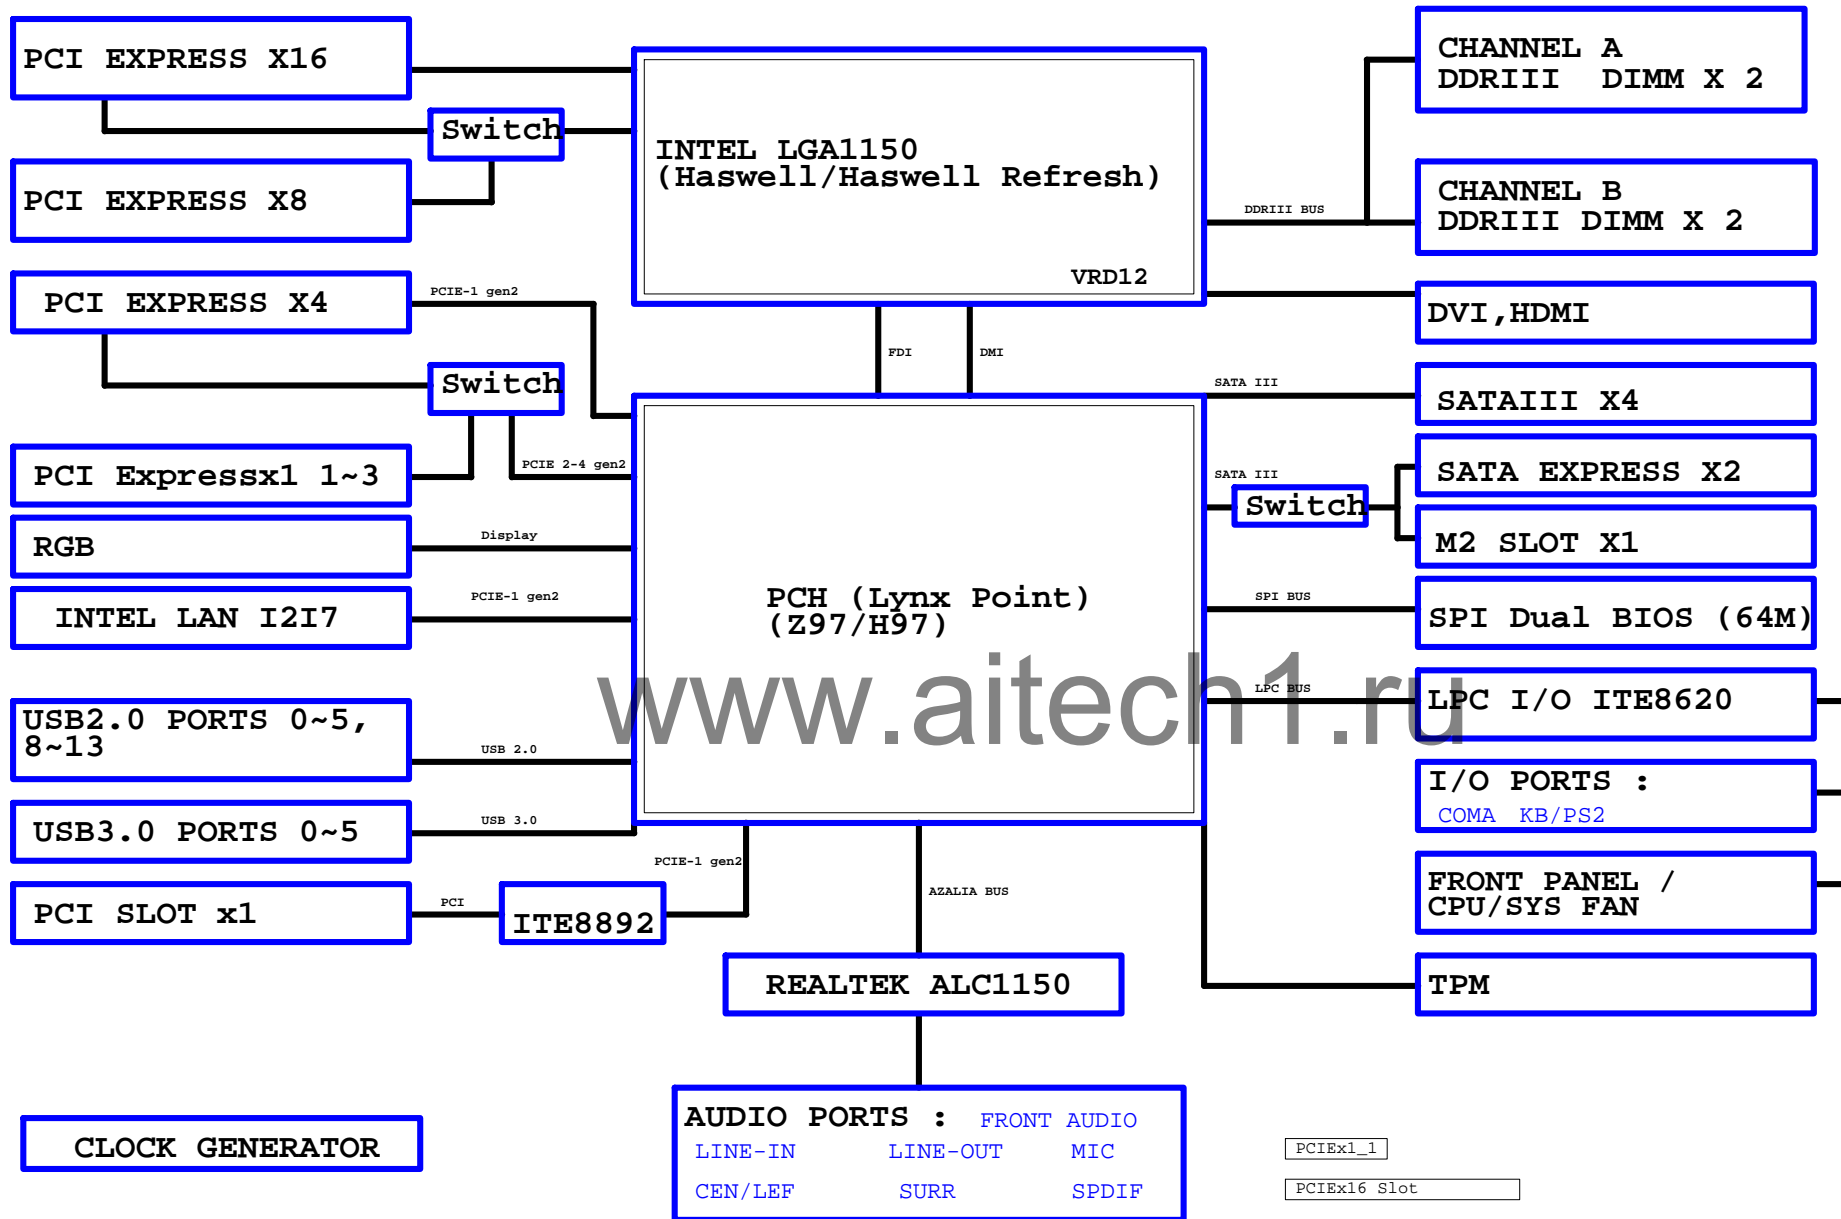 PCI EXPRESS X16
Switch
PCI EXPRESS X8
PCI EXPRESS X4
PCIE-1 gen2
Switch
PCI Expressx1 1~3
PCIE 2-4 gen2
RGB
Display
INTEL LAN I2I7
PCIE-1 gen2
USB2.0 PORTS 0~5,
8~13
USB 2.0
USB3.0 PORTS 0~5
USB 3.0
PCI SLOT x1
PCI
ITE8892
PCIE-1 gen2
CLOCK GENERATOR
INTEL LGA1150
(Haswell/Haswell Refresh)
VRD12
FDI
DMI
PCH (Lynx Point)
(Z97/H97)
www.aitech1.ru
AZALIA BUS
REALTEK ALC1150
AUDIO PORTS : FRONT AUDIO
LINE-IN LINE-OUT MIC
CEN/LEF SURR SPDIF
CHANNEL A
DDRIII DIMM X 2
DDRIII BUS
CHANNEL B
DDRIII DIMM X 2
DVI,HDMI
SATA III
SATAIII X4
SATA III
Switch
SATA EXPRESS X2
M2 SLOT X1
SPI BUS
SPI Dual BIOS (64M)
LPC BUS
LPC I/O ITE8620
I/O PORTS :
COMA KB/PS2
FRONT PANEL /
CPU/SYS FAN
TPM
PCIEx1_1
PCIEx16 Slot